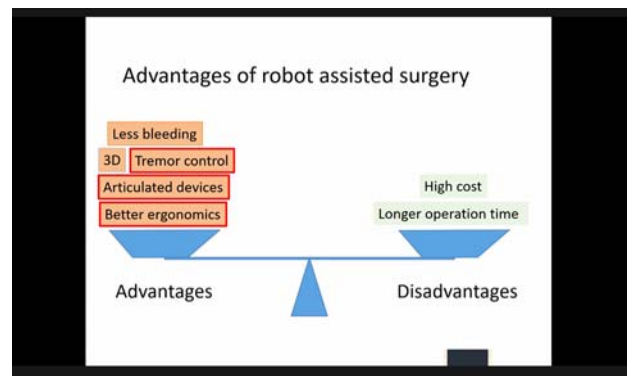 Advantages of robot assisted surgery
Less bleeding
3D Tremor control
Articulated devices
Better ergonomics
High cost
Longer operation time
Advantages
Disadvantages